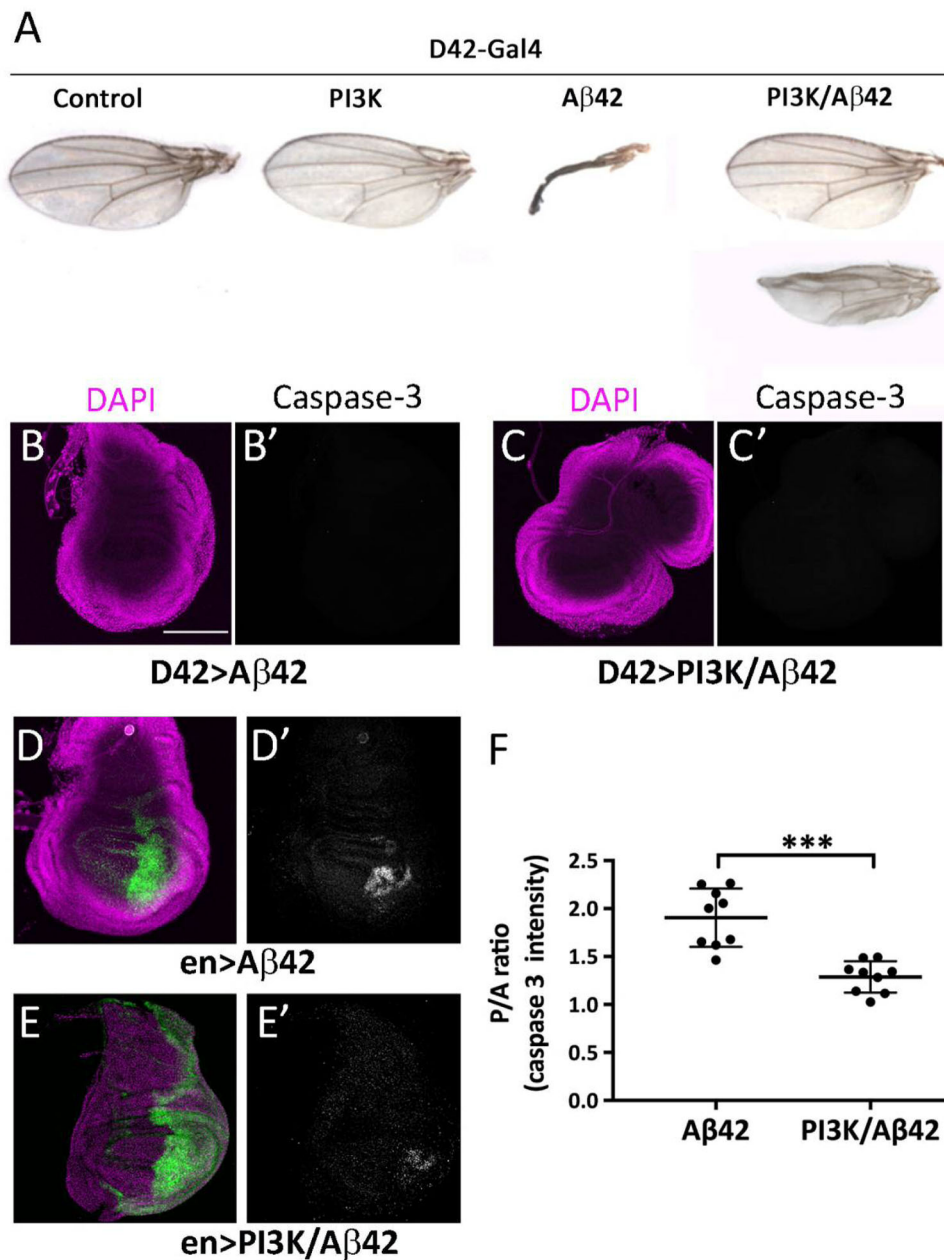 A
D42-Gal4
Control PI3K Aβ42 PI3K/Aβ42
DAPI Caspase-3 DAPI Caspase-3
B B' C C'
D42>Aβ42 D42>PI3K/Aβ42
D D'
en>Aβ42
E E'
en>PI3K/Aβ42
F
***
P/A ratio
(caspase 3 intensity)
2.5
2.0
1.5
1.0
0.5
0.0
Aβ42 PI3K/Aβ42